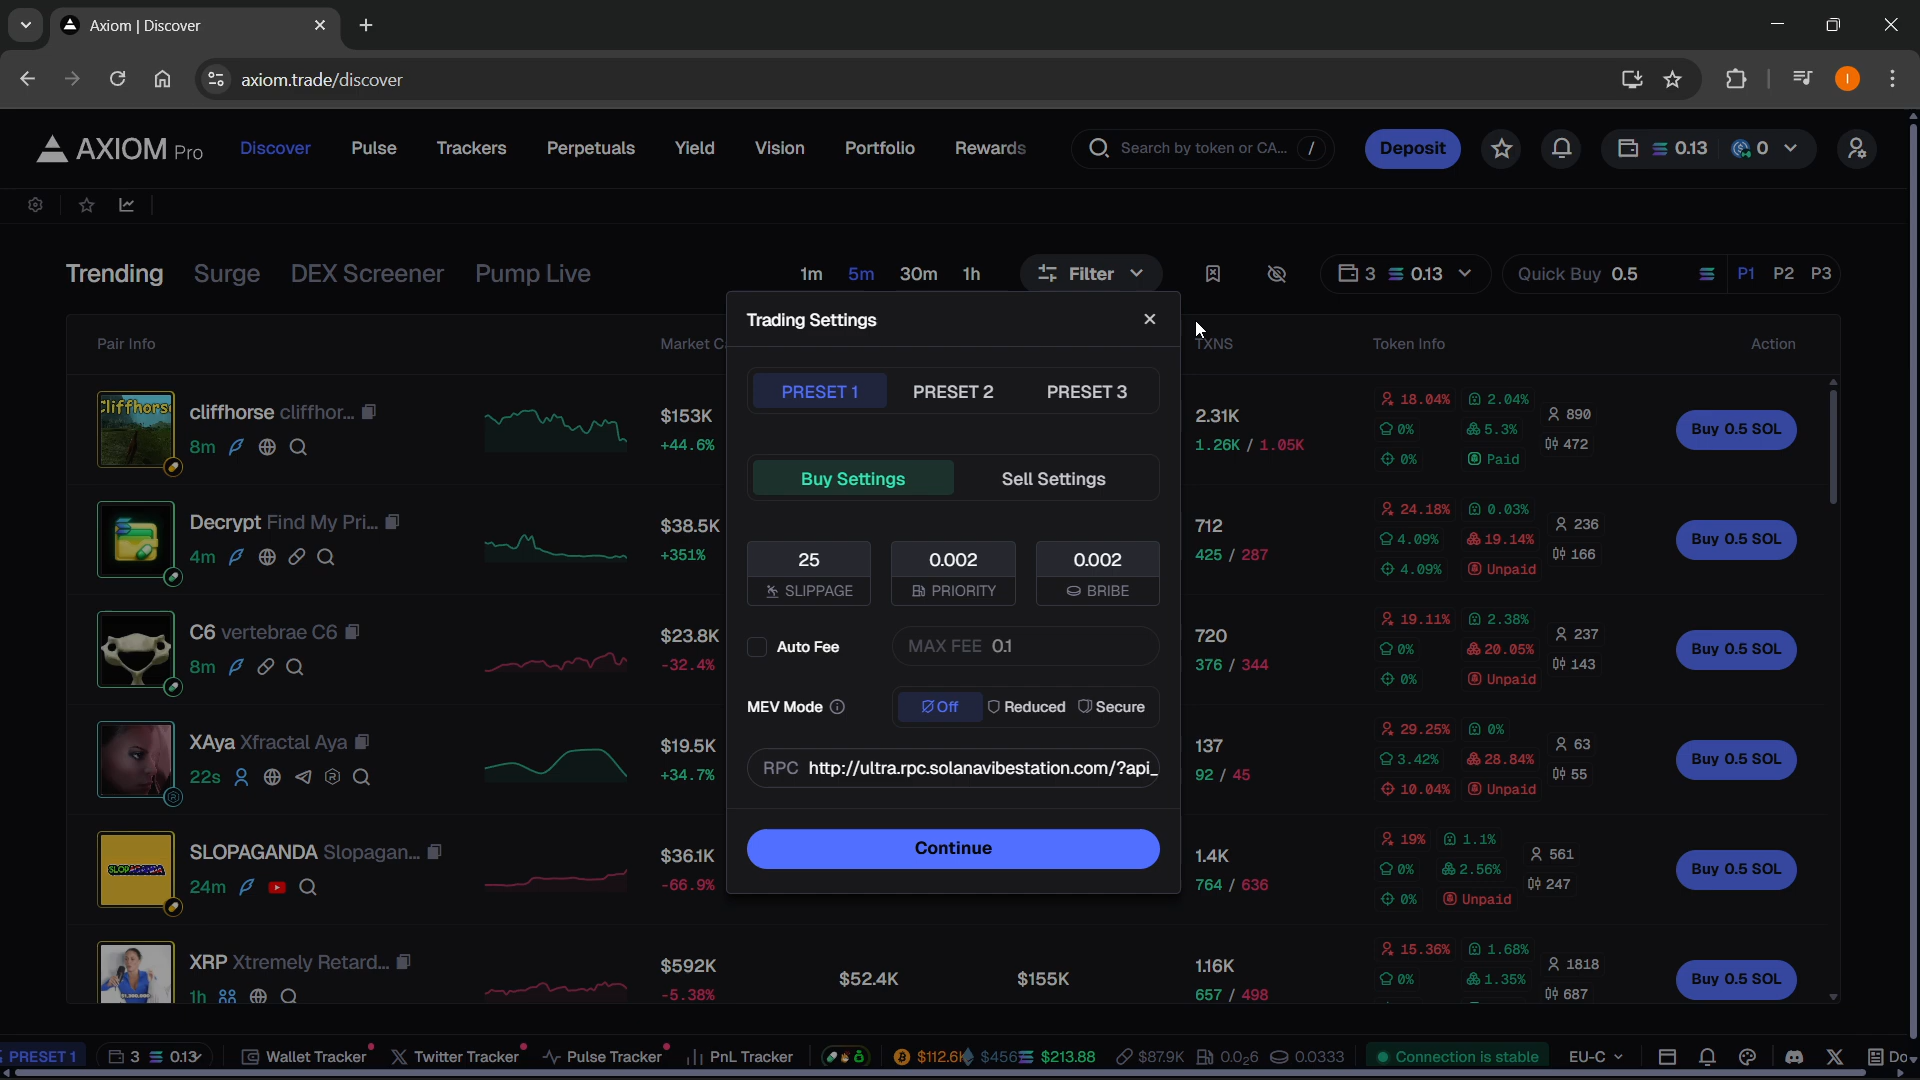 Axiom | Discover
axiom.trade/discover
AXIOM Pro Discover Pulse Trackers Perpetuals Yield Vision Portfolio Rewards Search by token or CA... / Deposit 0.13 0
Trending Surge DEX Screener Pump Live 1m 5m 30m 1h Filter 3 0.13 Quick Buy 0.5 P1 P2 P3
Pair Info Market C TXNS Token Info Action
Trading Settings
PRESET 1 PRESET 2 PRESET 3
Buy Settings Sell Settings
25 0.002 0.002
SLIPPAGE PRIORITY BRIBE
Auto Fee MAX FEE 0.1
MEV Mode Off Reduced Secure
RPC http://ultra.rpc.solanavibestation.com/?api_
Continue
cliffhorse cliffhor... $153K 2.31K 18.04% 2.04% 890
8m +44.6% 1.26K / 1.05K 0% 5.3% 472 Buy 0.5 SOL
0% Paid
Decrypt Find My Pri... $38.5K 712 24.18% 0.03% 236
4m +351% 425 / 287 4.09% 19.14% 166 Buy 0.5 SOL
4.09% Unpaid
C6 vertebrae C6 $23.8K 720 19.11% 2.38% 237
8m -32.4% 376 / 344 0% 20.05% 143 Buy 0.5 SOL
0% Unpaid
XAya Xfractal Aya $19.5K 137 29.25% 0% 63
22s +34.7% 92 / 45 3.42% 28.84% 55 Buy 0.5 SOL
10.04% Unpaid
SLOPAGANDA Slopagan... $36.1K 1.4K 19% 1.1% 561
24m -66.9% 764 / 636 0% 2.56% 247 Buy 0.5 SOL
0% Unpaid
XRP Xtremely Retard... $592K $52.4K $155K 1.16K 15.36% 1.68% 1818
1h -5.38% 657 / 498 0% 1.35% 687 Buy 0.5 SOL
PRESET 1 3 0.13 Wallet Tracker Twitter Tracker Pulse Tracker PnL Tracker $112.6K $456 $213.88 $87.9K 0.0₂6 0.0333 Connection is stable EU-C Do